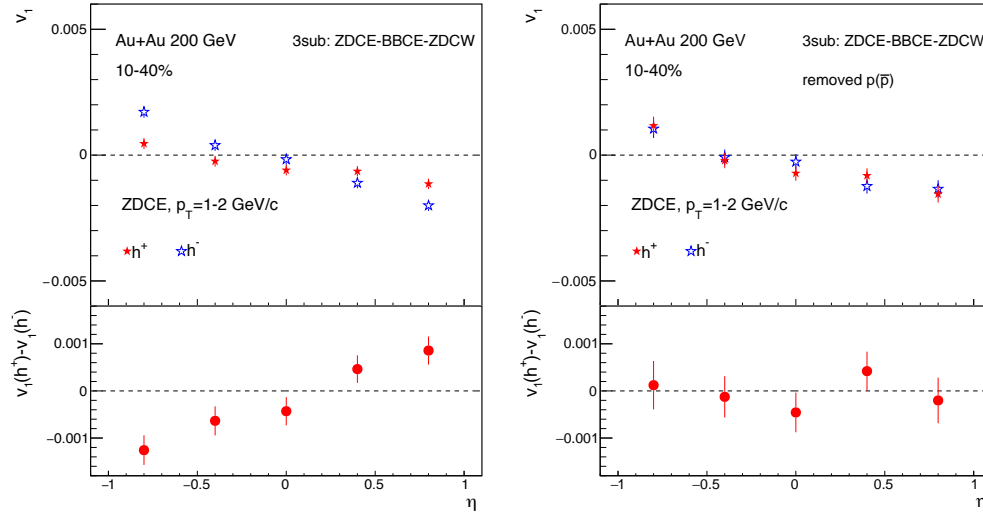 v₁
0.005
Au+Au 200 GeV
3sub: ZDCE-BBCE-ZDCW
10-40%
0
ZDCE, p_T=1-2 GeV/c
h⁺
h⁻
−0.005
v₁(h⁺)-v₁(h⁻)
0.001
0
−0.001
−1
−0.5
0
0.5
1
η
v₁
0.005
Au+Au 200 GeV
3sub: ZDCE-BBCE-ZDCW
10-40%
removed p(p̅)
0
ZDCE, p_T=1-2 GeV/c
h⁺
h⁻
−0.005
v₁(h⁺)-v₁(h⁻)
0.001
0
−0.001
−1
−0.5
0
0.5
1
η